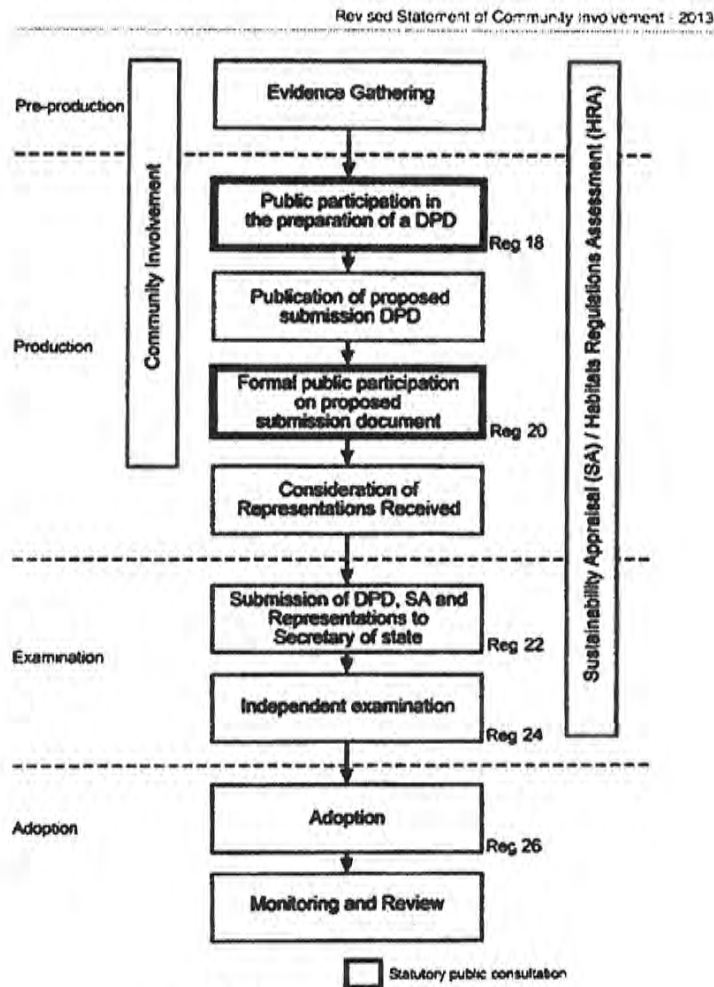 Revised Statement of Community Involvement - 2013
Pre-production
Evidence Gathering
Community Involvement
Sustainability Appraisal (SA) / Habitats Regulations Assessment (HRA)
Production
Public participation in
the preparation of a DPD
Reg 18
Publication of proposed
submission DPD
Formal public participation
on proposed
submission document
Reg 20
Consideration of
Representations Received
Examination
Submission of DPD, SA and
Representations to
Secretary of state
Reg 22
Independent examination
Reg 24
Adoption
Adoption
Reg 26
Monitoring and Review
Statutory public consultation